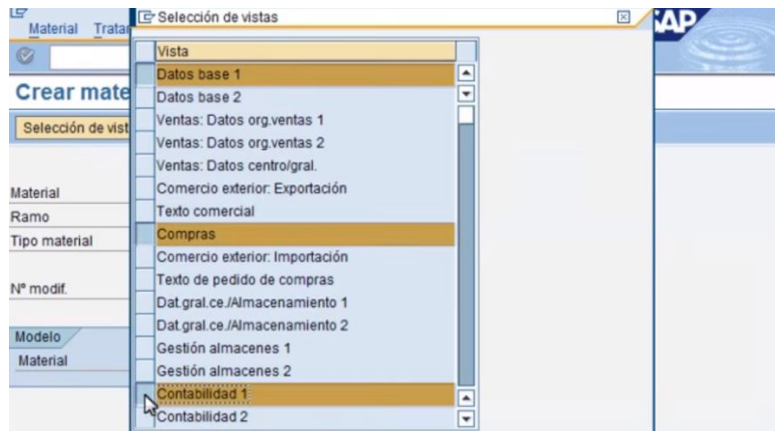 Selección de vistas
SAP
Material Tratar
Vista
Datos base 1
Crear mate
Datos base 2
Selección de vist
Ventas: Datos org.ventas 1
Ventas: Datos org.ventas 2
Ventas: Datos centro/gral.
Material
Comercio exterior: Exportación
Ramo
Texto comercial
Tipo material
Compras
Comercio exterior: Importación
Nº modif.
Texto de pedido de compras
Dat.gral.ce./Almacenamiento 1
Dat.gral.ce./Almacenamiento 2
Modelo
Gestión almacenes 1
Material
Gestión almacenes 2
Contabilidad 1
Contabilidad 2